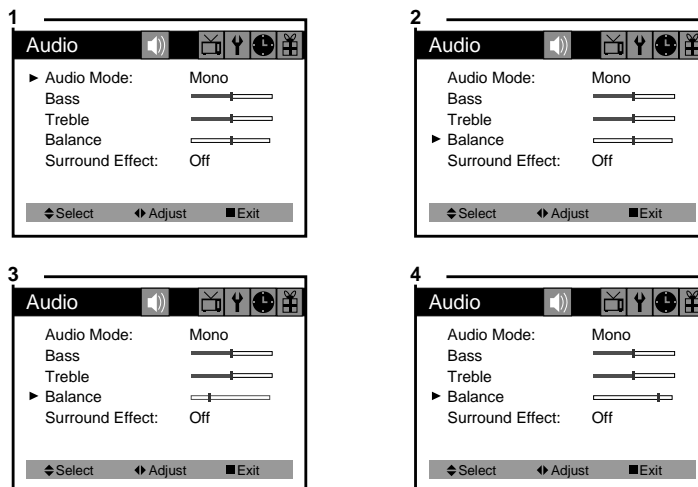 1
Audio
Audio Mode: Mono
Bass
Treble
Balance
Surround Effect: Off
Select Adjust Exit
2
Audio
Audio Mode: Mono
Bass
Treble
Balance
Surround Effect: Off
Select Adjust Exit
3
Audio
Audio Mode: Mono
Bass
Treble
Balance
Surround Effect: Off
Select Adjust Exit
4
Audio
Audio Mode: Mono
Bass
Treble
Balance
Surround Effect: Off
Select Adjust Exit